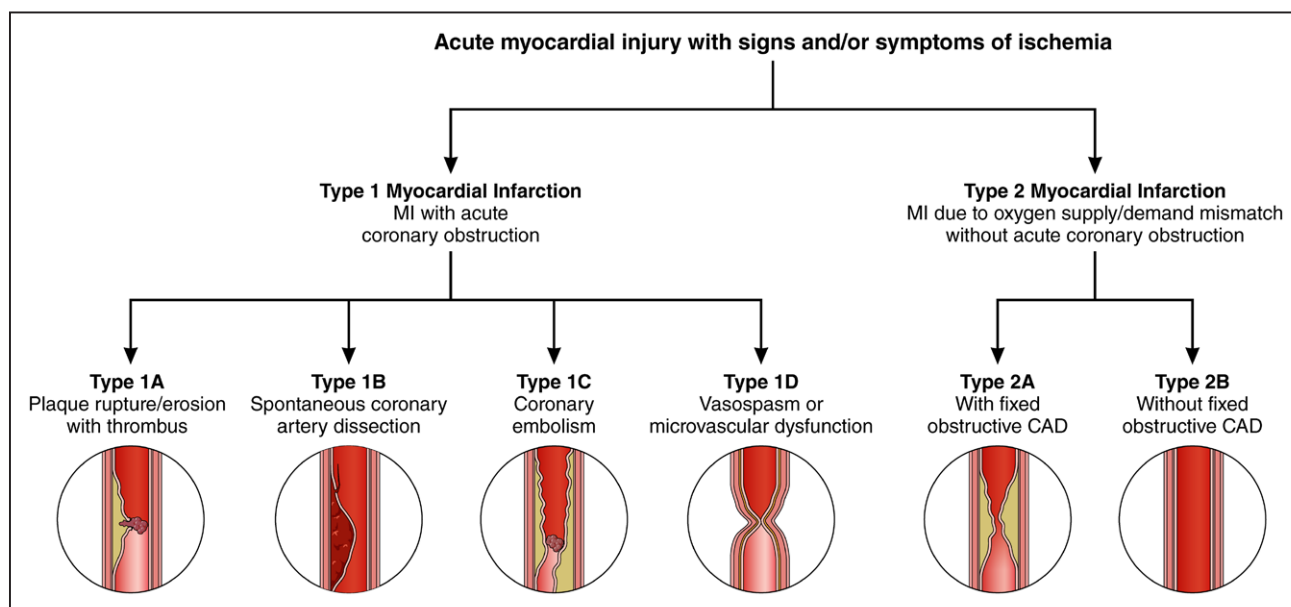 Acute myocardial injury with signs and/or symptoms of ischemia
Type 1 Myocardial Infarction
MI with acute
coronary obstruction
Type 2 Myocardial Infarction
MI due to oxygen supply/demand mismatch
without acute coronary obstruction
Type 1A
Plaque rupture/erosion
with thrombus
Type 1B
Spontaneous coronary
artery dissection
Type 1C
Coronary
embolism
Type 1D
Vasospasm or
microvascular dysfunction
Type 2A
With fixed
obstructive CAD
Type 2B
Without fixed
obstructive CAD